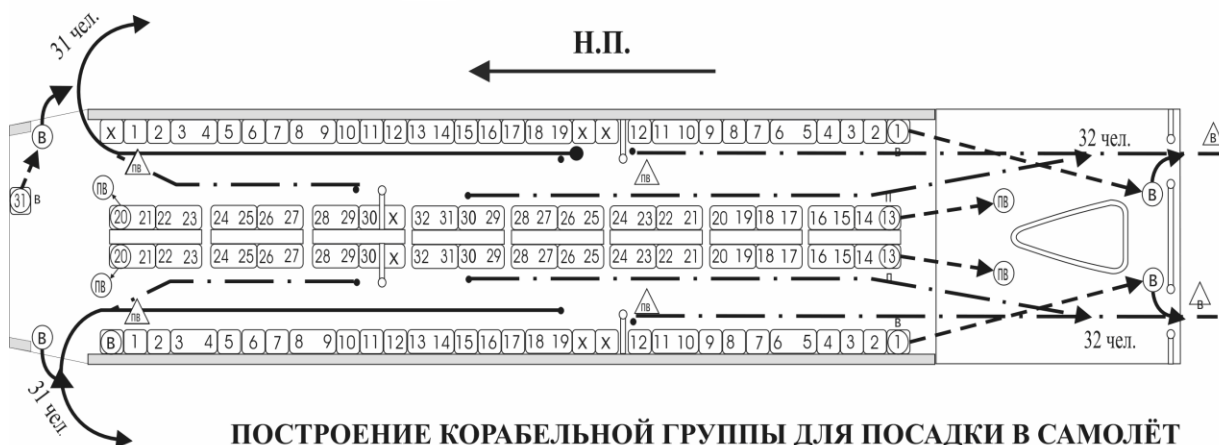 31 чел.
Н.П.
В
Х 1 2 3 4 5 6 7 8 9 10 11 12 13 14 15 16 17 18 19 Х Х 12 11 10 9 8 7 6 5 4 3 2 1
32 чел.
В
ПВ
ПВ
В
31 В
ПВ
В
ПВ
20 21 22 23 24 25 26 27 28 29 30 Х 32 31 30 29 28 27 26 25 24 23 22 21 20 19 18 17 16 15 14 13
20 21 22 23 24 25 26 27 28 29 30 Х 32 31 30 29 28 27 26 25 24 23 22 21 20 19 18 17 16 15 14 13
ПВ
ПВ
П
В
В
ПВ
ПВ
В
В
В 1 2 3 4 5 6 7 8 9 10 11 12 13 14 15 16 17 18 19 Х Х 12 11 10 9 8 7 6 5 4 3 2 1
32 чел.
31 чел.
ПОСТРОЕНИЕ КОРАБЕЛЬНОЙ ГРУППЫ ДЛЯ ПОСАДКИ В САМОЛЁТ